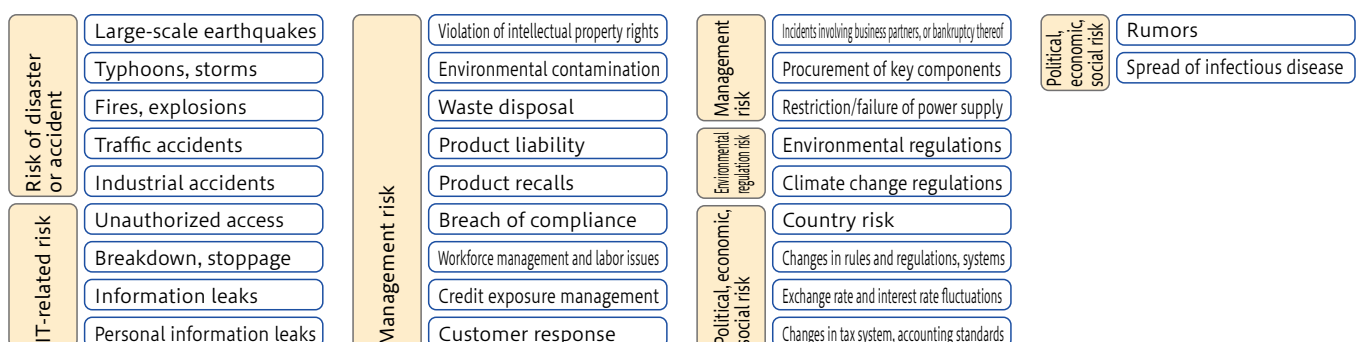 Risk of disaster
or accident
Large-scale earthquakes
Typhoons, storms
Fires, explosions
Traffic accidents
Industrial accidents
IT-related risk
Unauthorized access
Breakdown, stoppage
Information leaks
Personal information leaks
Management risk
Violation of intellectual property rights
Environmental contamination
Waste disposal
Product liability
Product recalls
Breach of compliance
Workforce management and labor issues
Credit exposure management
Customer response
Management
risk
Incidents involving business partners, or bankruptcy thereof
Procurement of key components
Restriction/failure of power supply
Environmental
regulation risk
Environmental regulations
Climate change regulations
Political, economic,
social risk
Country risk
Changes in rules and regulations, systems
Exchange rate and interest rate fluctuations
Changes in tax system, accounting standards
Political,
economic,
social risk
Rumors
Spread of infectious disease